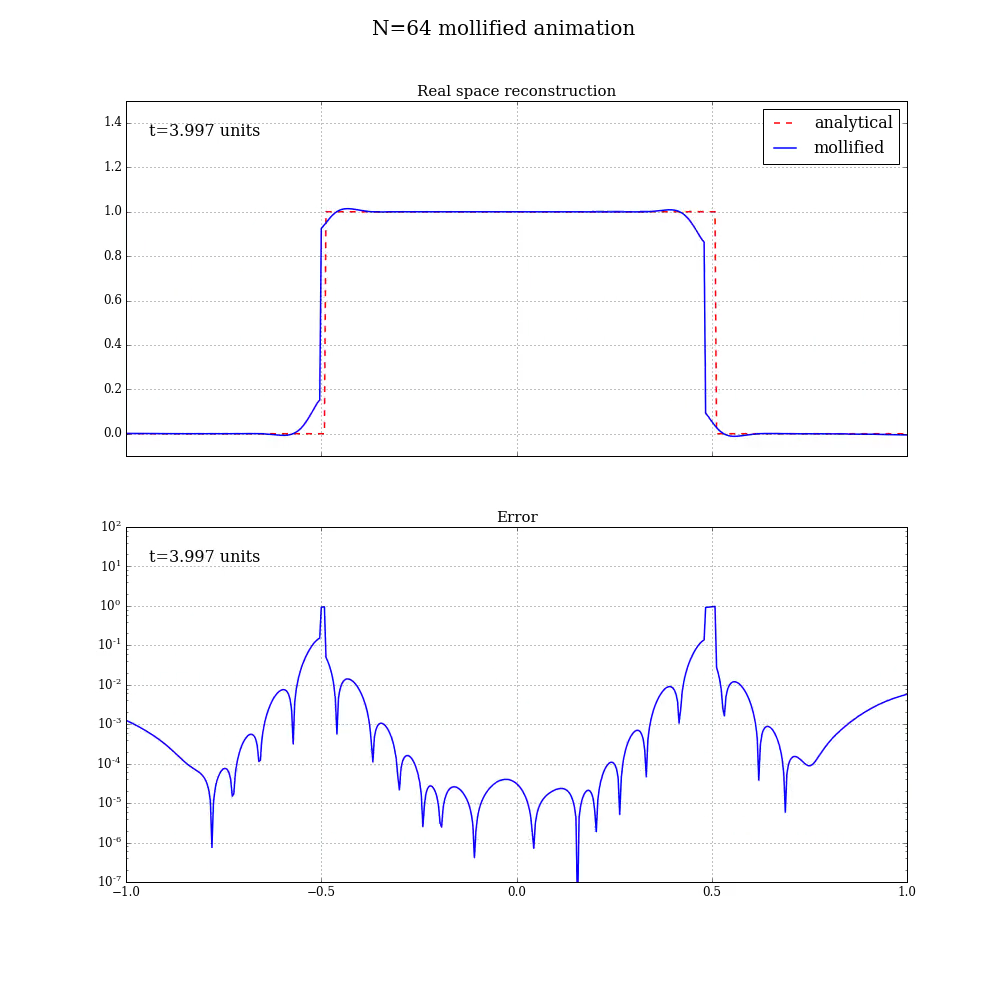 N=64 mollified animation
Real space reconstruction
t=3.997 units
analytical
mollified
1.4
1.2
1.0
0.8
0.6
0.4
0.2
0.0
Error
t=3.997 units
10²
10¹
10⁰
10⁻¹
10⁻²
10⁻³
10⁻⁴
10⁻⁵
10⁻⁶
10⁻⁷
−1.0 −0.5 0.0 0.5 1.0